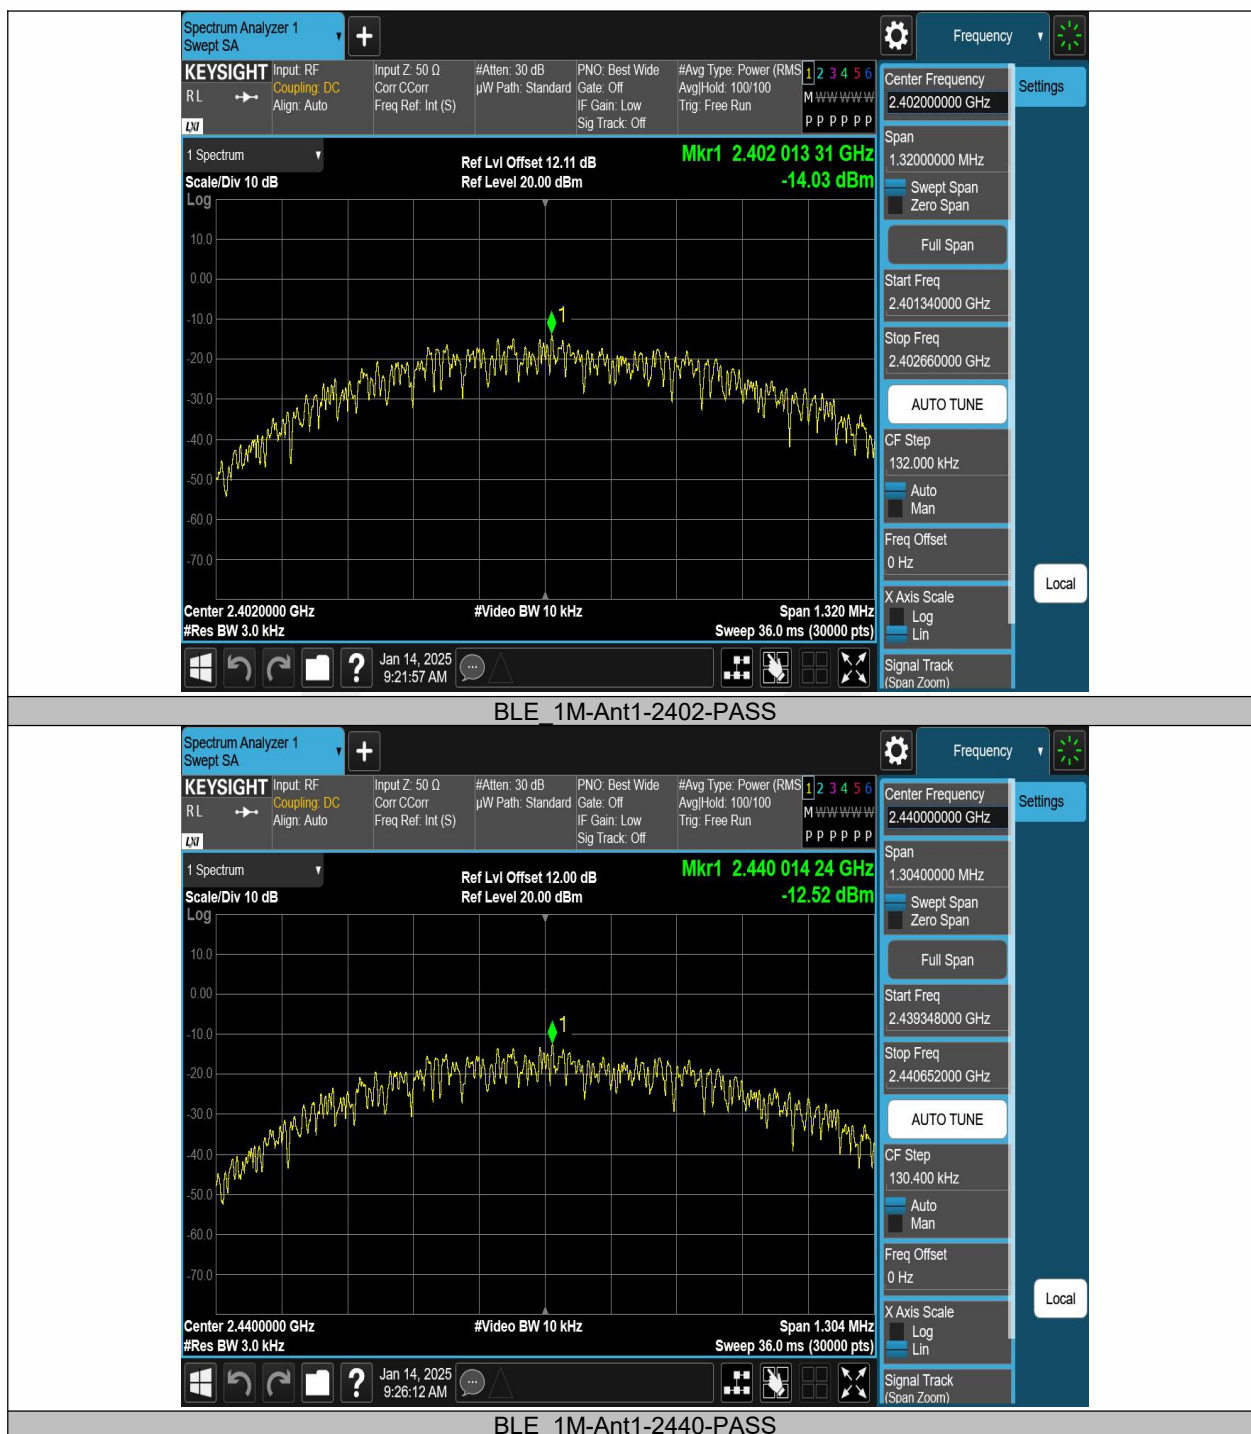 Spectrum Analyzer 1
Swept SA
+
Frequency
KEYSIGHT
RL
LXI
Input: RF
Coupling: DC
Align: Auto
Input Z: 50 Ω
Corr CCorr
Freq Ref: Int (S)
#Atten: 30 dB
µW Path: Standard
PNO: Best Wide
Gate: Off
IF Gain: Low
Sig Track: Off
#Avg Type: Power (RMS
Avg|Hold: 100/100
Trig: Free Run
1 2 3 4 5 6
M W W W W W
P P P P P P
1 Spectrum
Scale/Div 10 dB
Log
Ref Lvl Offset 12.11 dB
Ref Level 20.00 dBm
Mkr1 2.402 013 31 GHz
-14.03 dBm
10.0
0.00
-10.0
-20.0
-30.0
-40.0
-50.0
-60.0
-70.0
1
Center 2.4020000 GHz
#Res BW 3.0 kHz
#Video BW 10 kHz
Span 1.320 MHz
Sweep 36.0 ms (30000 pts)
Jan 14, 2025
9:21:57 AM
?
Center Frequency
2.402000000 GHz
Settings
Span
1.32000000 MHz
Swept Span
Zero Span
Full Span
Start Freq
2.401340000 GHz
Stop Freq
2.402660000 GHz
AUTO TUNE
CF Step
132.000 kHz
Auto
Man
Freq Offset
0 Hz
X Axis Scale
Log
Lin
Signal Track
(Span Zoom)
Local
BLE_1M-Ant1-2402-PASS
Spectrum Analyzer 1
Swept SA
+
Frequency
KEYSIGHT
RL
LXI
Input: RF
Coupling: DC
Align: Auto
Input Z: 50 Ω
Corr CCorr
Freq Ref: Int (S)
#Atten: 30 dB
µW Path: Standard
PNO: Best Wide
Gate: Off
IF Gain: Low
Sig Track: Off
#Avg Type: Power (RMS
Avg|Hold: 100/100
Trig: Free Run
1 2 3 4 5 6
M W W W W W
P P P P P P
1 Spectrum
Scale/Div 10 dB
Log
Ref Lvl Offset 12.00 dB
Ref Level 20.00 dBm
Mkr1 2.440 014 24 GHz
-12.52 dBm
10.0
0.00
-10.0
-20.0
-30.0
-40.0
-50.0
-60.0
-70.0
1
Center 2.4400000 GHz
#Res BW 3.0 kHz
#Video BW 10 kHz
Span 1.304 MHz
Sweep 36.0 ms (30000 pts)
Jan 14, 2025
9:26:12 AM
?
Center Frequency
2.440000000 GHz
Settings
Span
1.30400000 MHz
Swept Span
Zero Span
Full Span
Start Freq
2.439348000 GHz
Stop Freq
2.440652000 GHz
AUTO TUNE
CF Step
130.400 kHz
Auto
Man
Freq Offset
0 Hz
X Axis Scale
Log
Lin
Signal Track
(Span Zoom)
Local
BLE_1M-Ant1-2440-PASS